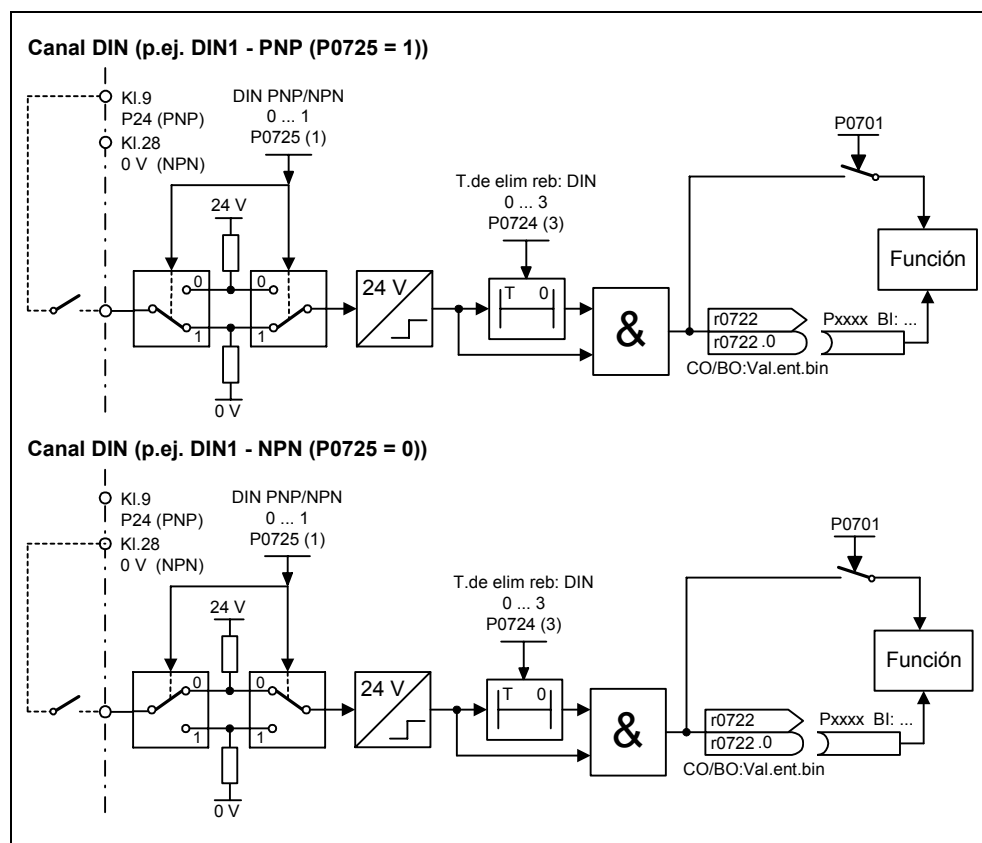 Canal DIN (p.ej. DIN1 - PNP (P0725 = 1))
Kl.9
P24 (PNP)
Kl.28
0 V (NPN)
DIN PNP/NPN
0 ... 1
P0725 (1)
24 V
0
0
1
1
0 V
24 V
T.de elim reb: DIN
0 ... 3
P0724 (3)
T 0
&
P0701
Función
r0722
r0722 .0
Pxxxx BI: ...
CO/BO:Val.ent.bin
Canal DIN (p.ej. DIN1 - NPN (P0725 = 0))
Kl.9
P24 (PNP)
Kl.28
0 V (NPN)
DIN PNP/NPN
0 ... 1
P0725 (1)
24 V
0
0
1
1
0 V
24 V
T.de elim reb: DIN
0 ... 3
P0724 (3)
T 0
&
P0701
Función
r0722
r0722 .0
Pxxxx BI: ...
CO/BO:Val.ent.bin